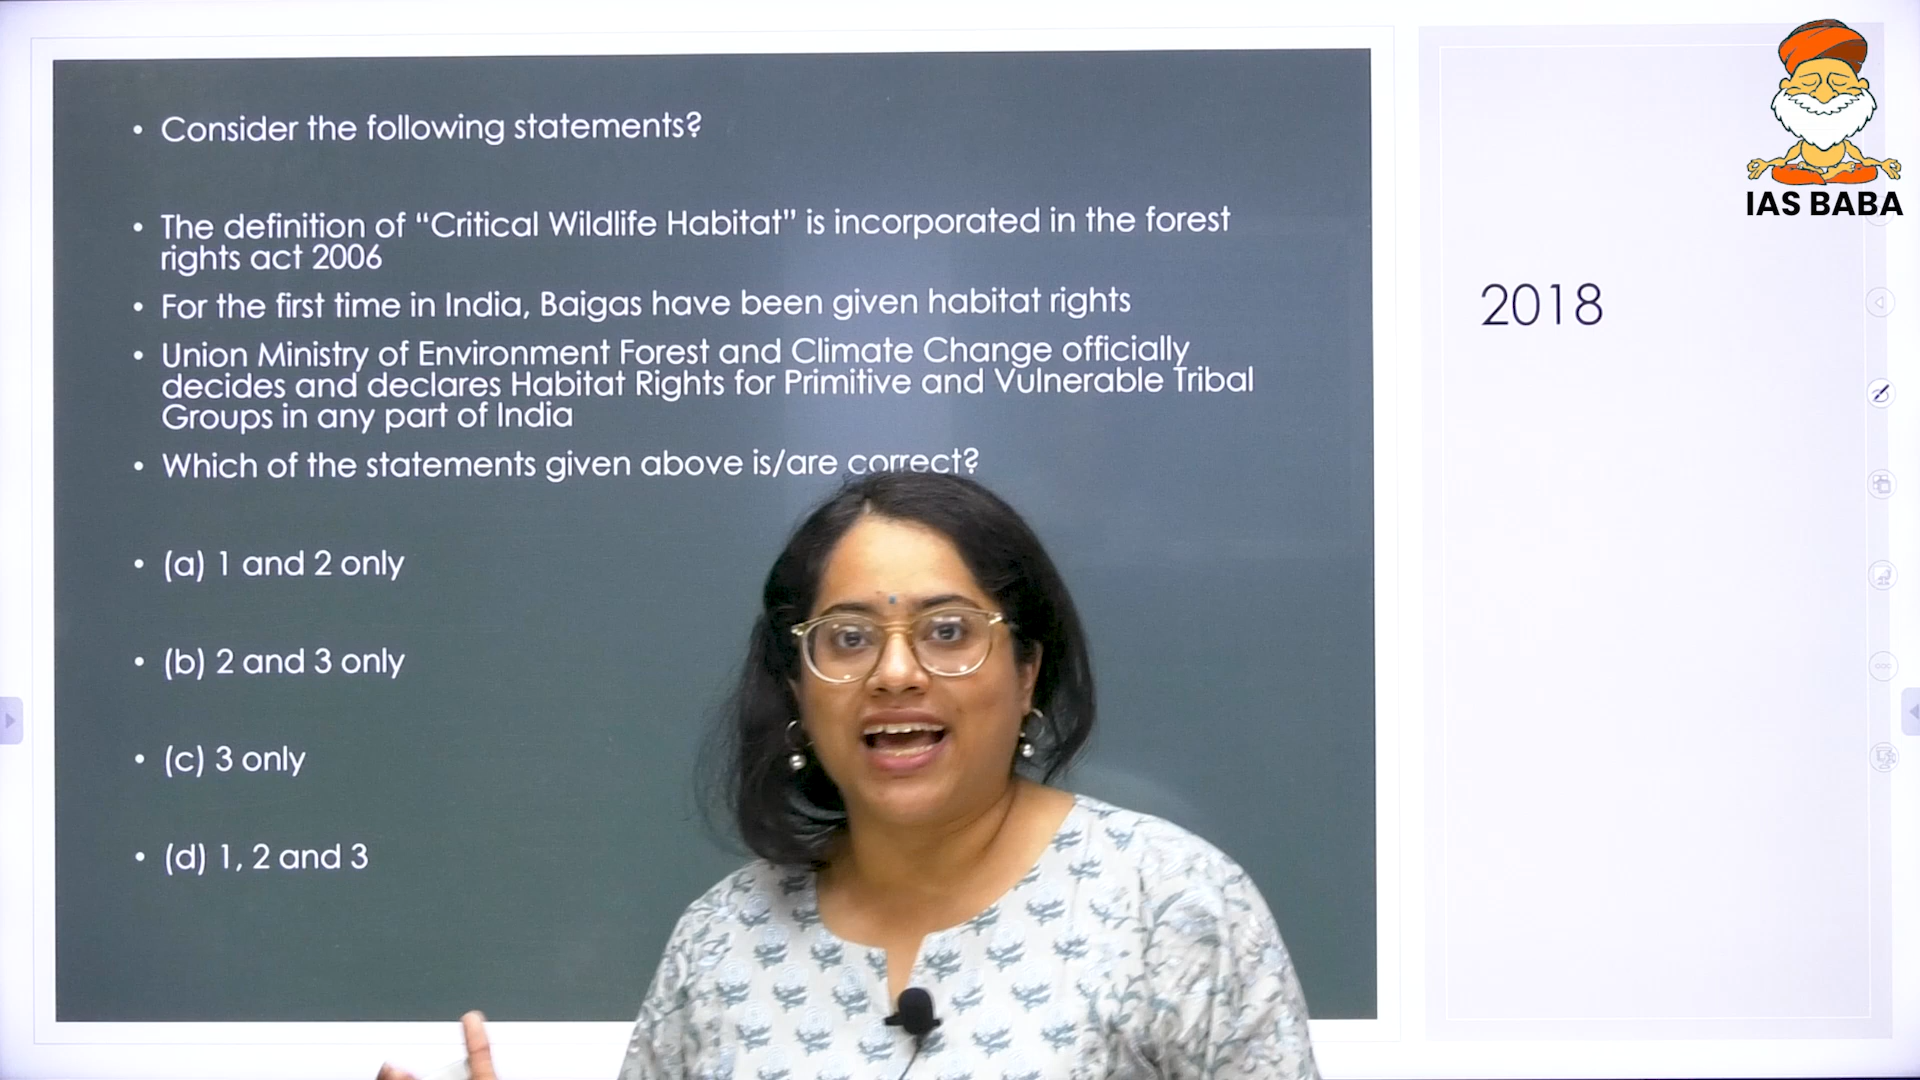 • Consider the following statements?
• The definition of “Critical Wildlife Habitat” is incorporated in the forest
rights act 2006
• For the first time in India, Baigas have been given habitat rights
• Union Ministry of Environment Forest and Climate Change officially
decides and declares Habitat Rights for Primitive and Vulnerable Tribal
Groups in any part of India
• Which of the statements given above is/are correct?
• (a) 1 and 2 only
• (b) 2 and 3 only
• (c) 3 only
• (d) 1, 2 and 3
IAS BABA
2018